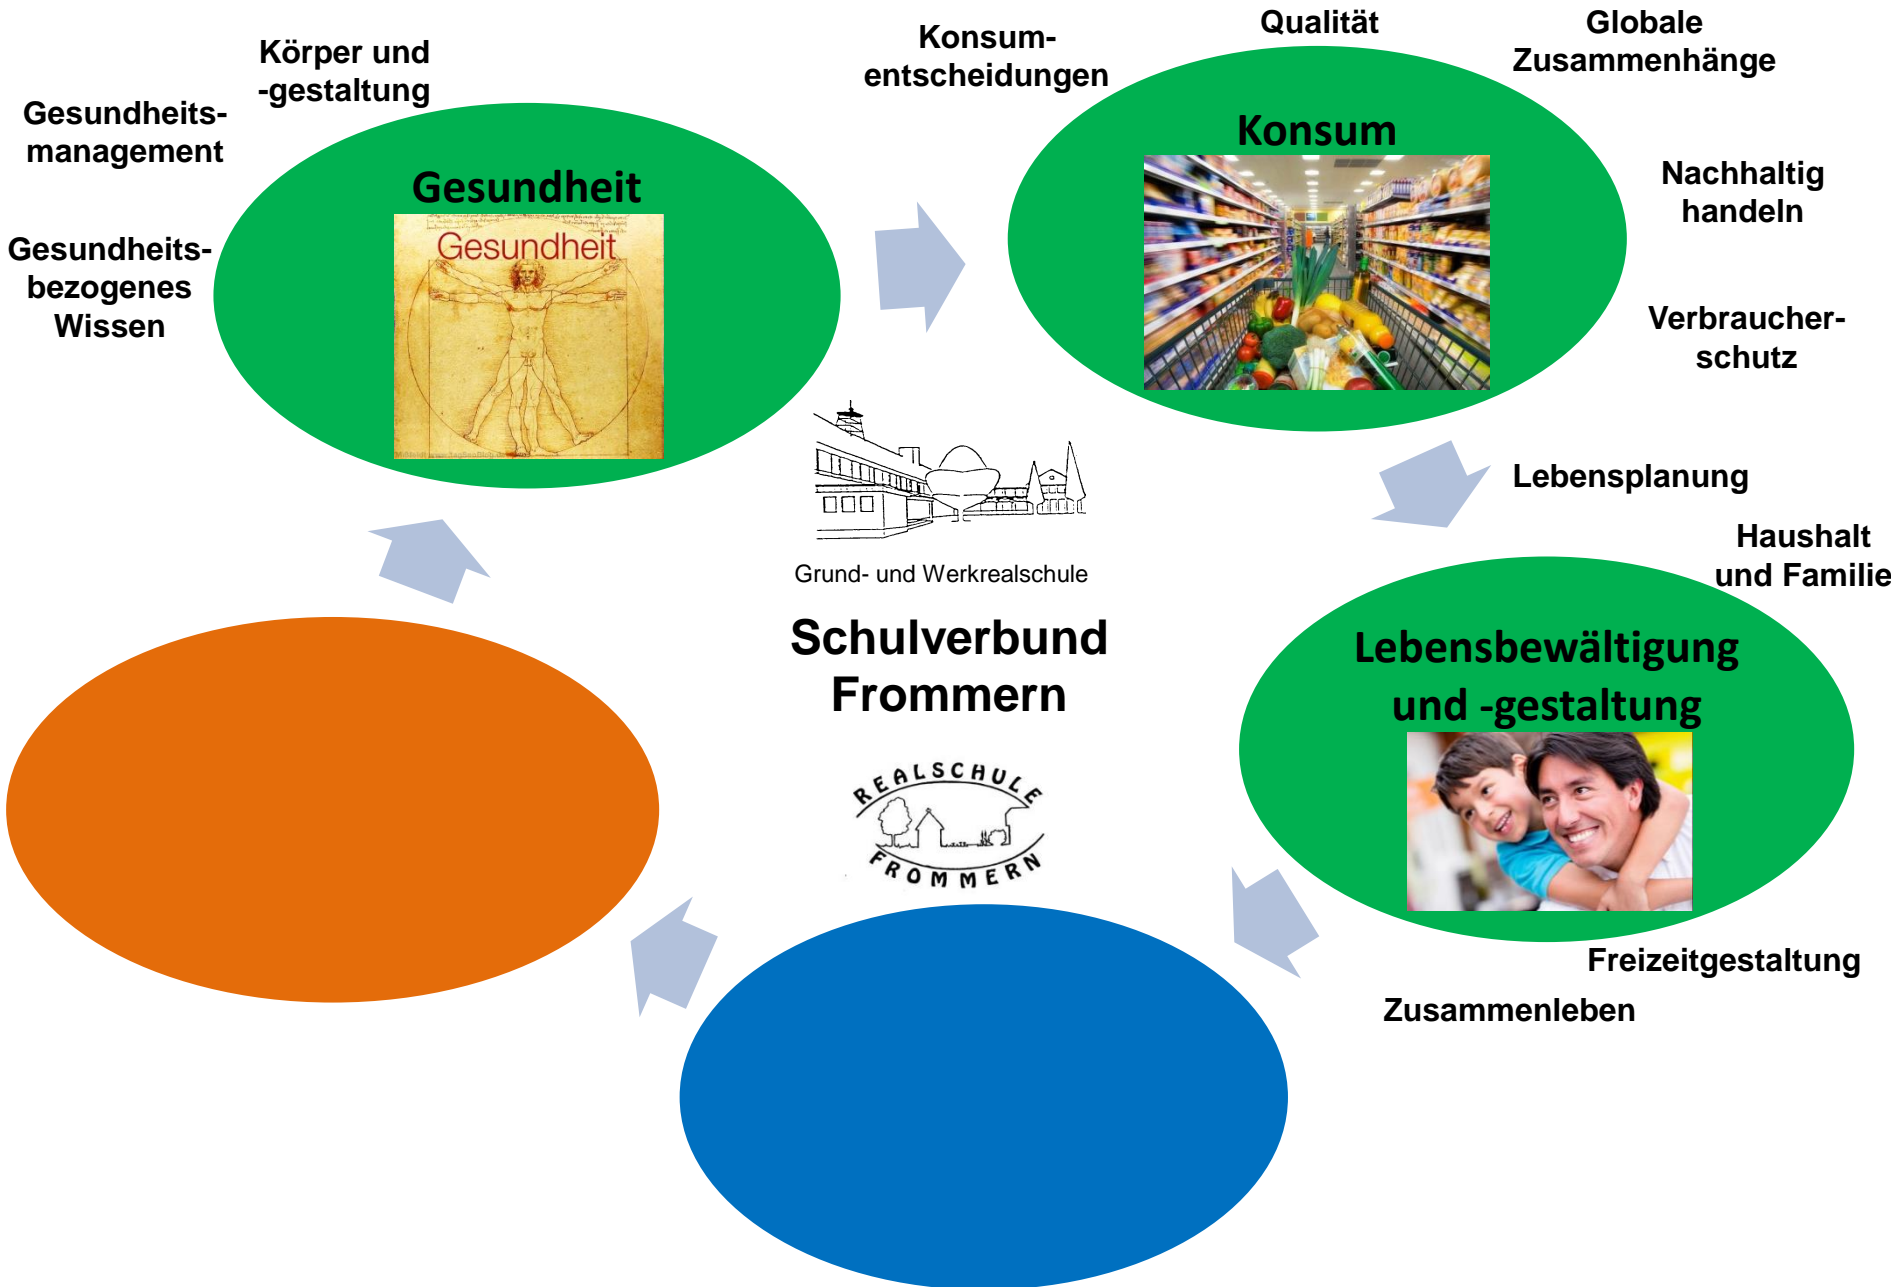 Körper und
-gestaltung
Gesundheits-
management
Gesundheits-
bezogenes
Wissen
Gesundheit
Gesundheit
Konsum-
entscheidungen
Qualität
Globale
Zusammenhänge
Konsum
Nachhaltig
handeln
Verbraucher-
schutz
Grund- und Werkrealschule
Schulverbund
Frommern
REALSCHULE
FROMMERN
Lebensplanung
Haushalt
und Familie
Lebensbewältigung
und -gestaltung
Freizeitgestaltung
Zusammenleben